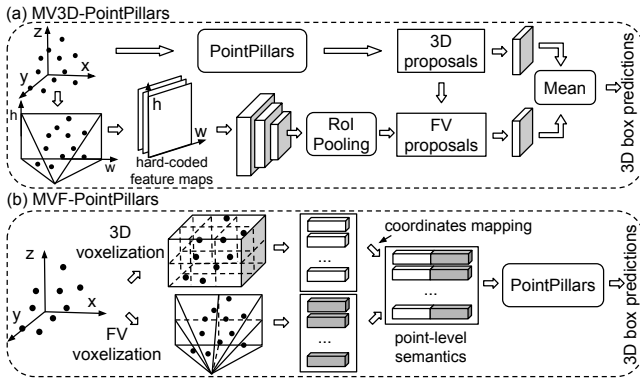 (a) MV3D-PointPillars
z
y
x
PointPillars
3D
proposals
Mean
h
w
h
w
hard-coded
feature maps
RoI
Pooling
FV
proposals
3D box predictions
(b) MVF-PointPillars
z
y
x
3D
voxelization
FV
voxelization
...
...
coordinates mapping
...
point-level
semantics
PointPillars
3D box predictions